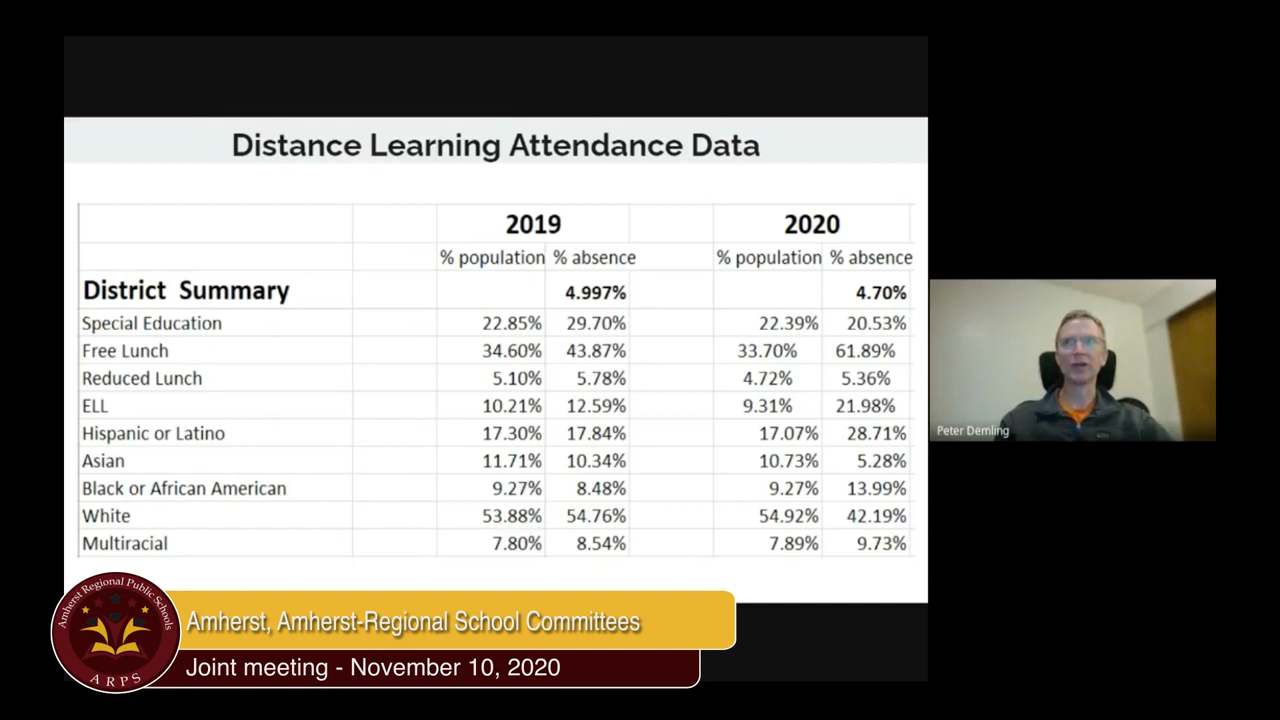 Distance Learning Attendance Data
2019 2020
% population % absence % population % absence
District Summary 4.997% 4.70%
Special Education 22.85% 29.70% 22.39% 20.53%
Free Lunch 34.60% 43.87% 33.70% 61.89%
Reduced Lunch 5.10% 5.78% 4.72% 5.36%
ELL 10.21% 12.59% 9.31% 21.98%
Hispanic or Latino 17.30% 17.84% 17.07% 28.71%
Asian 11.71% 10.34% 10.73% 5.28%
Black or African American 9.27% 8.48% 9.27% 13.99%
White 53.88% 54.76% 54.92% 42.19%
Multiracial 7.80% 8.54% 7.89% 9.73%
Peter Demling
Amherst Regional Public Schools
ARPS
Amherst, Amherst-Regional School Committees
Joint meeting - November 10, 2020